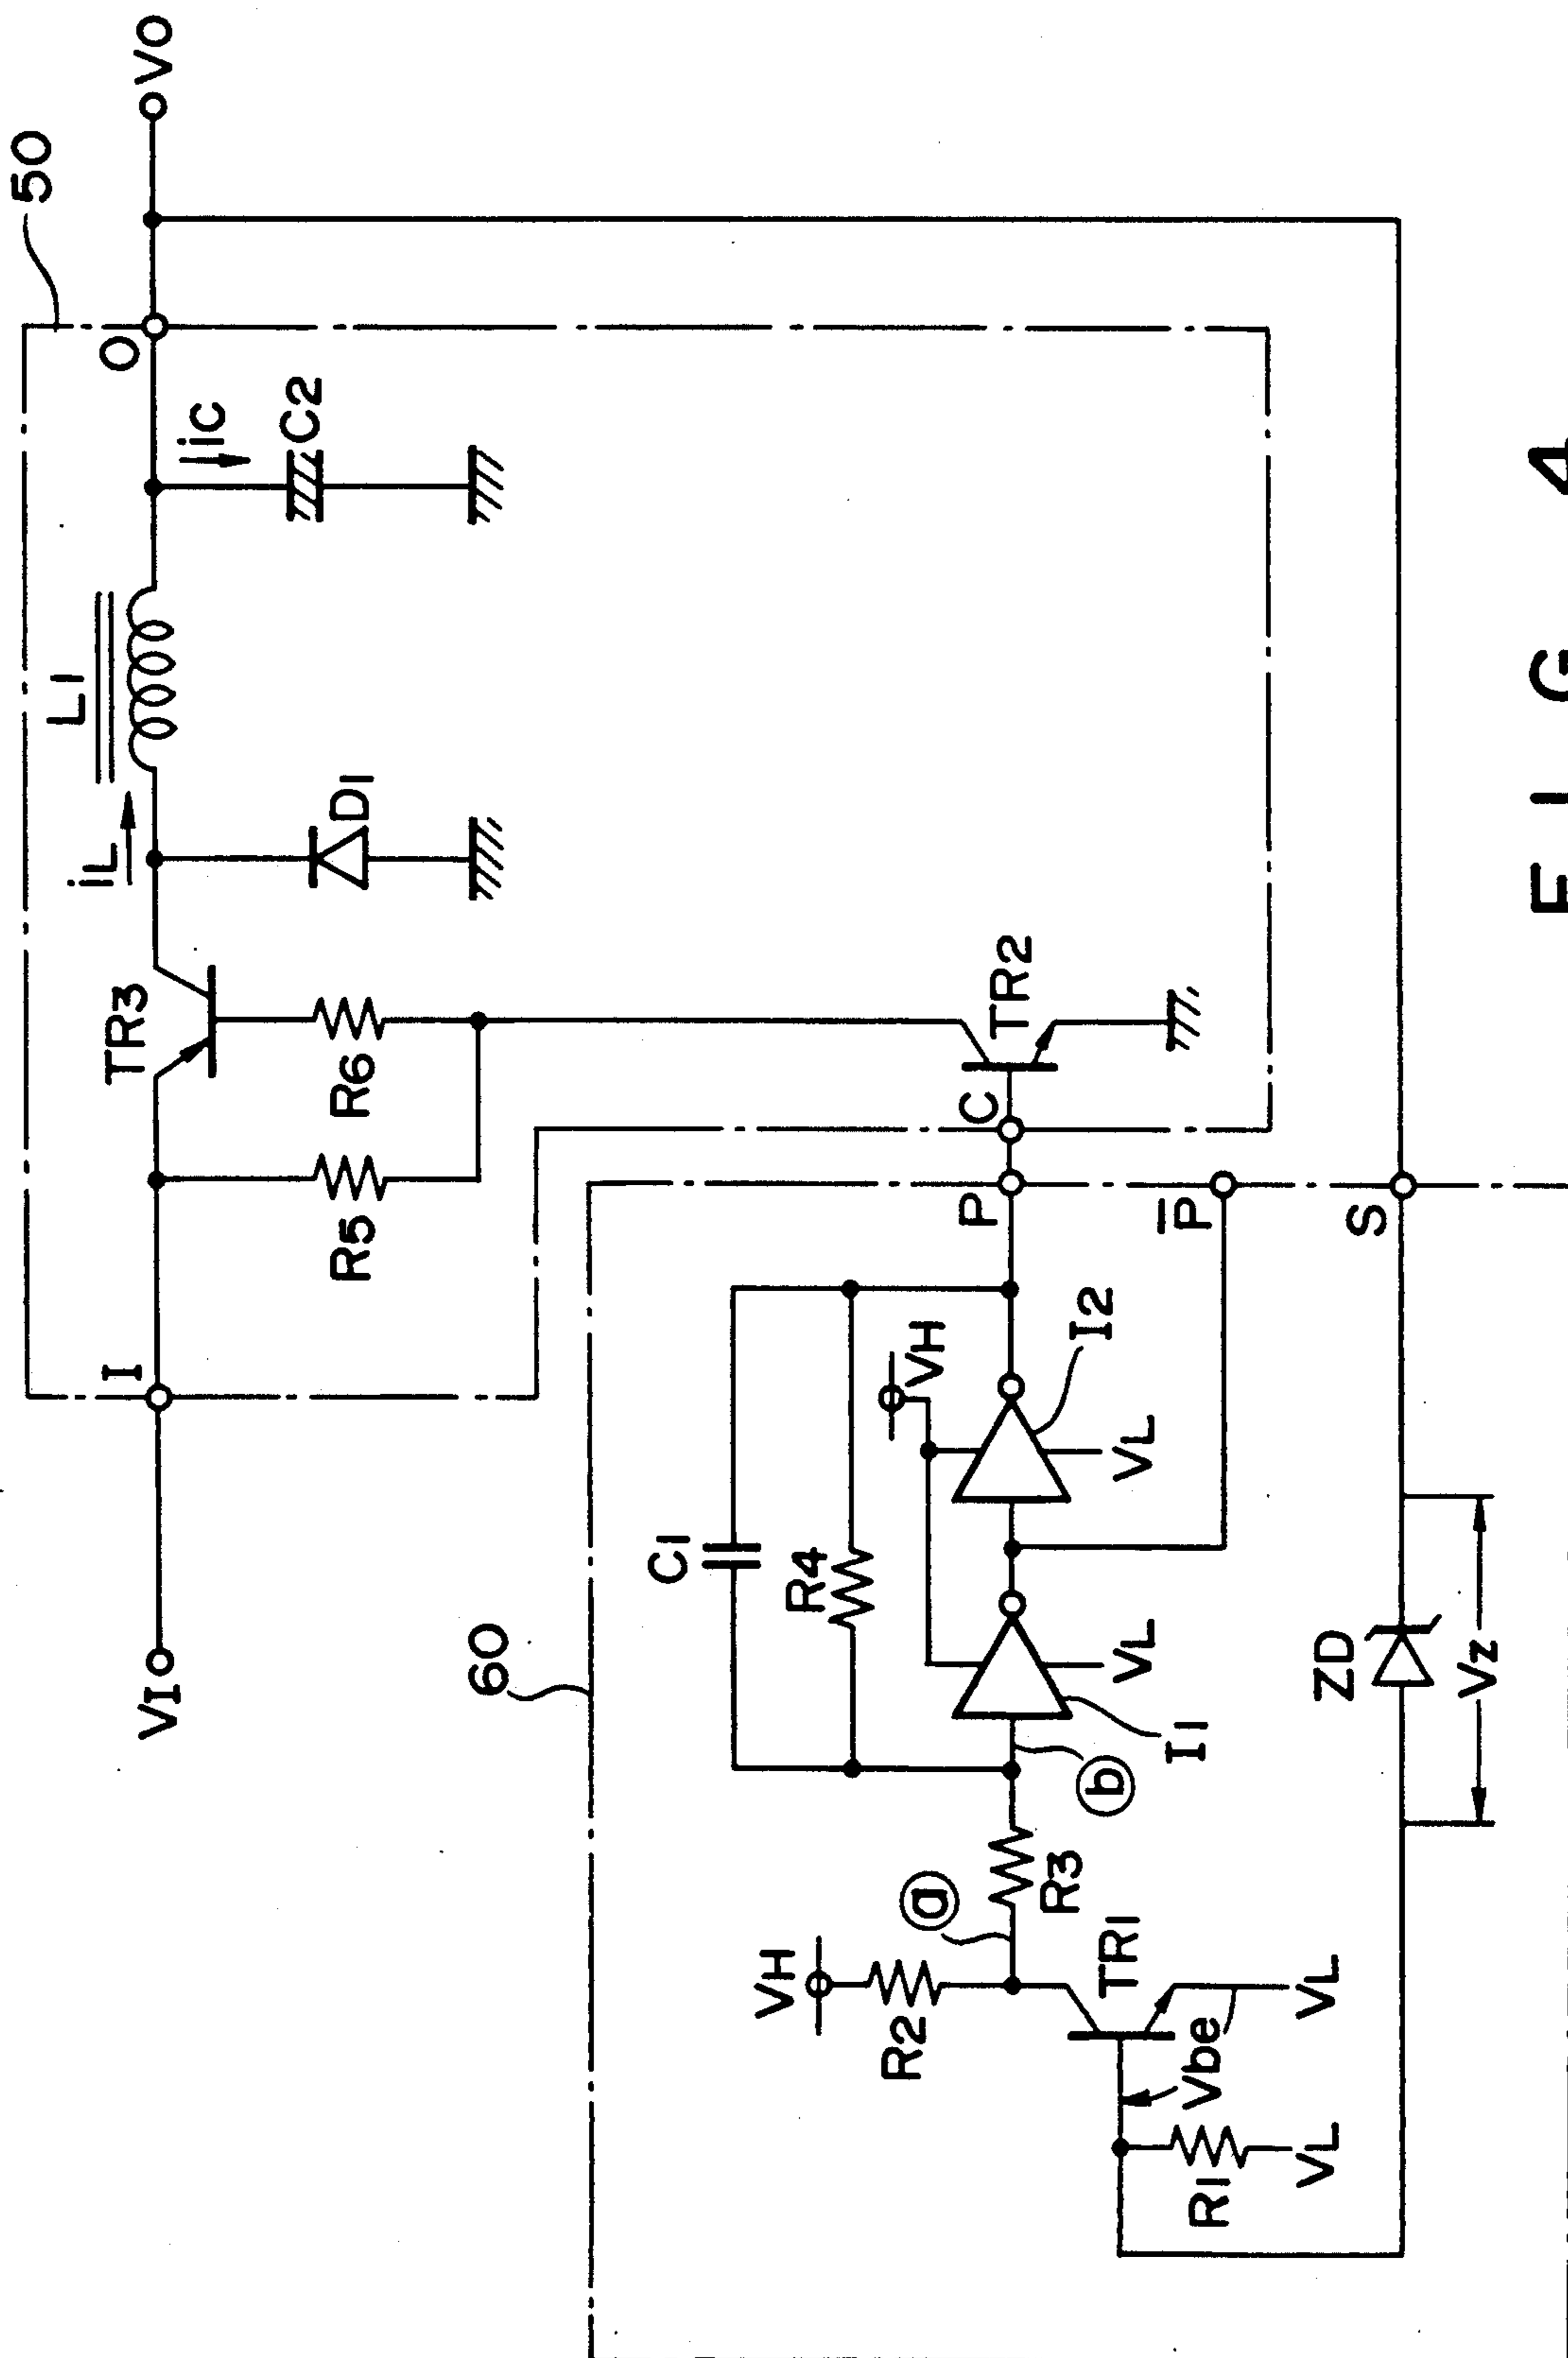 50
VI
I
TR3
iL
L1
O
VO
R5
R6
D1
iC
C2
60
C1
R4
VH
VH
R2
a
R3
b
I1
VL
I2
VL
P
C
TR2
P
TR1
Vbe
R1
VL
VL
ZD
Vz
S
F I G 4